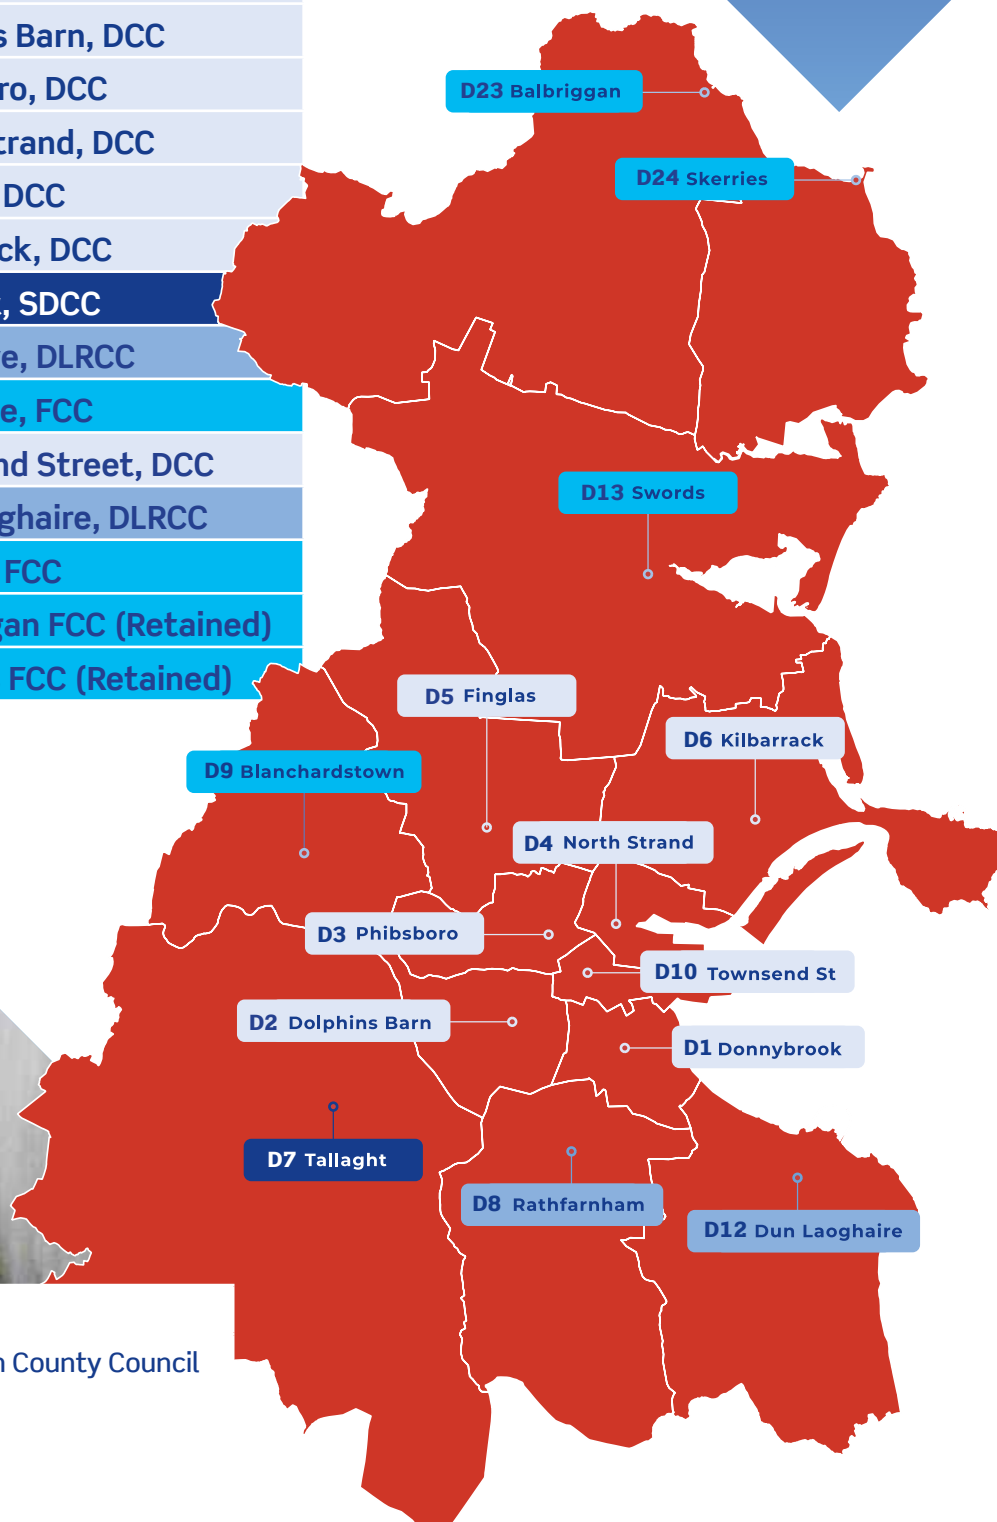 s Barn, DCC
ro, DCC
trand, DCC
DCC
ck, DCC
, SDCC
e, DLRCC
e, FCC
nd Street, DCC
ghaire, DLRCC
FCC
gan FCC (Retained)
FCC (Retained)
n County Council
D23 Balbriggan
D24 Skerries
D13 Swords
D5 Finglas
D6 Kilbarrack
D9 Blanchardstown
D4 North Strand
D3 Phibsboro
D10 Townsend St
D2 Dolphins Barn
D1 Donnybrook
D7 Tallaght
D8 Rathfarnham
D12 Dun Laoghaire